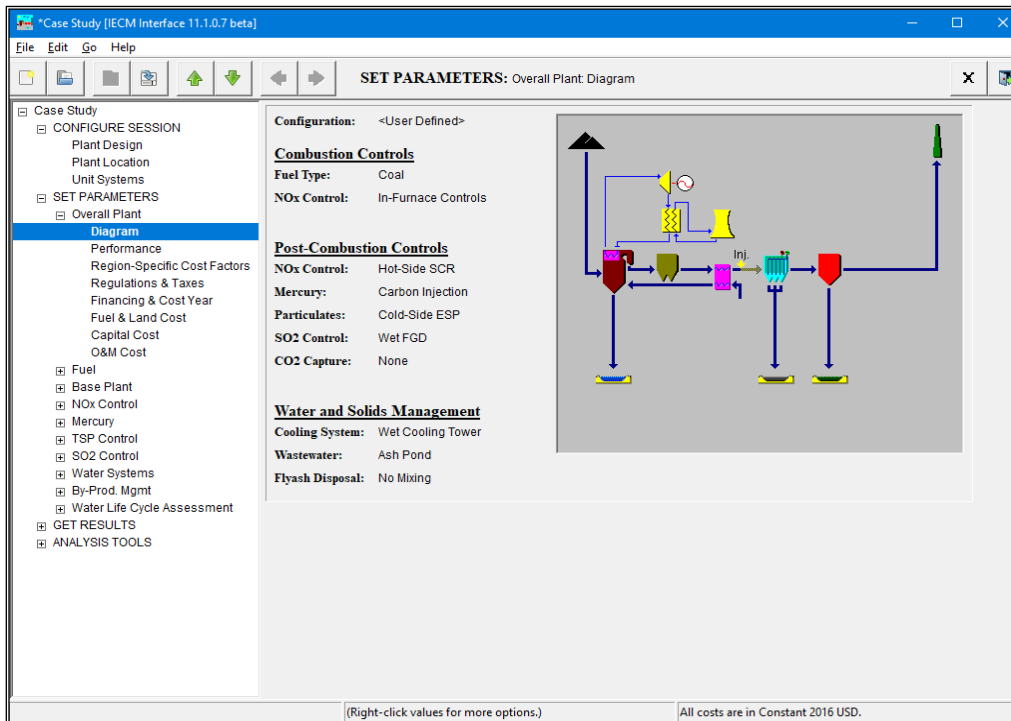 *Case Study [IECM Interface 11.1.0.7 beta]
File Edit Go Help
SET PARAMETERS: Overall Plant: Diagram
Case Study
CONFIGURE SESSION
Plant Design
Plant Location
Unit Systems
SET PARAMETERS
Overall Plant
Diagram
Performance
Region-Specific Cost Factors
Regulations & Taxes
Financing & Cost Year
Fuel & Land Cost
Capital Cost
O&M Cost
Fuel
Base Plant
NOx Control
Mercury
TSP Control
SO2 Control
Water Systems
By-Prod. Mgmt
Water Life Cycle Assessment
GET RESULTS
ANALYSIS TOOLS
Configuration: <User Defined>
Combustion Controls
Fuel Type: Coal
NOx Control: In-Furnace Controls
Post-Combustion Controls
NOx Control: Hot-Side SCR
Mercury: Carbon Injection
Particulates: Cold-Side ESP
SO2 Control: Wet FGD
CO2 Capture: None
Water and Solids Management
Cooling System: Wet Cooling Tower
Wastewater: Ash Pond
Flyash Disposal: No Mixing
Inj.
(Right-click values for more options.)
All costs are in Constant 2016 USD.